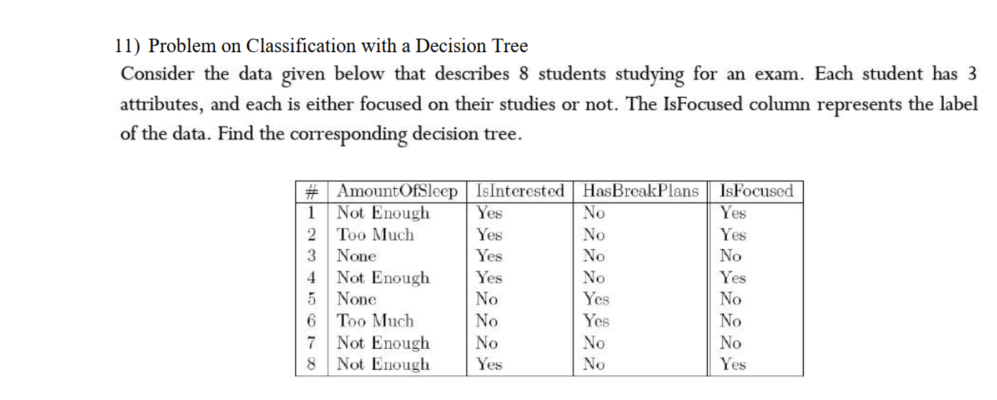 11) Problem on Classification with a Decision Tree
Consider the data given below that describes 8 students studying for an exam. Each student has 3
attributes, and each is either focused on their studies or not. The IsFocused column represents the label
of the data. Find the corresponding decision tree.
# AmountOfSleep IsInterested HasBreakPlans IsFocused
1 Not Enough Yes No Yes
2 Too Much Yes No Yes
3 None Yes No No
4 Not Enough Yes No Yes
5 None No Yes No
6 Too Much No Yes No
7 Not Enough No No No
8 Not Enough Yes No Yes